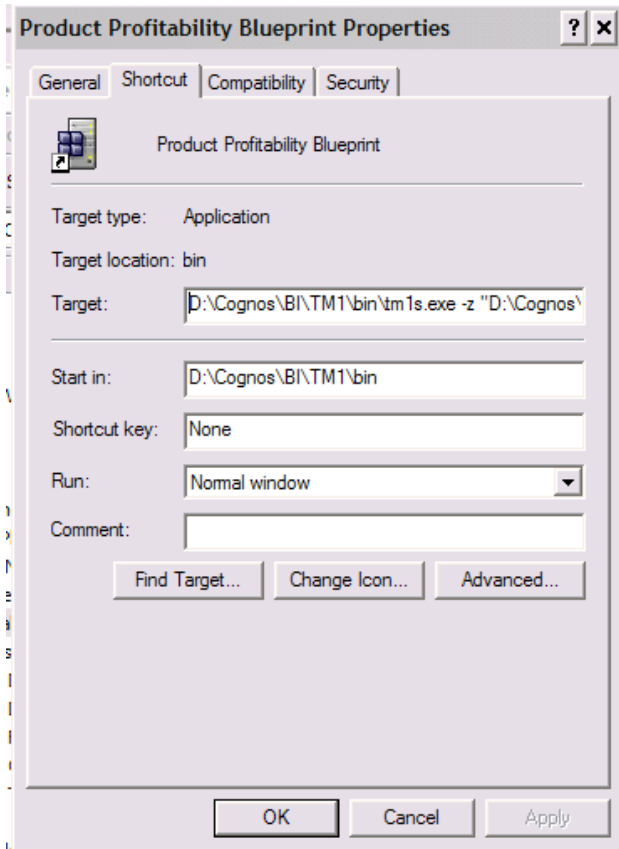 Product Profitability Blueprint Properties
General Shortcut Compatibility Security
Product Profitability Blueprint
Target type: Application
Target location: bin
Target: D:\Cognos\BI\TM1\bin\tm1s.exe -z "D:\Cognos\
Start in: D:\Cognos\BI\TM1\bin
Shortcut key: None
Run: Normal window
Comment:
Find Target... Change Icon... Advanced...
OK Cancel Apply